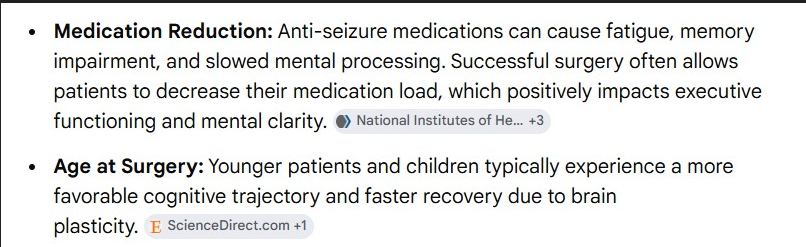 • Medication Reduction: Anti-seizure medications can cause fatigue, memory
impairment, and slowed mental processing. Successful surgery often allows
patients to decrease their medication load, which positively impacts executive
functioning and mental clarity. National Institutes of He... +3
• Age at Surgery: Younger patients and children typically experience a more
favorable cognitive trajectory and faster recovery due to brain
plasticity. E ScienceDirect.com +1